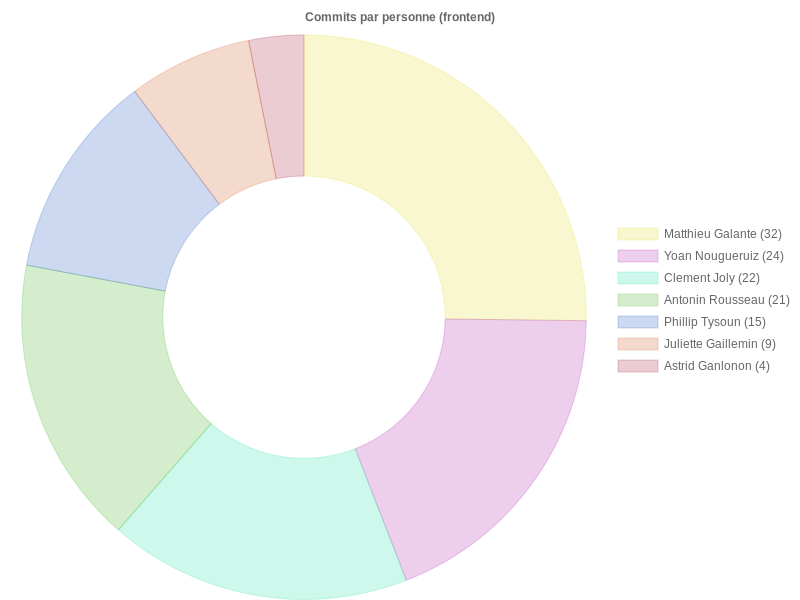 Commits par personne (frontend)
Matthieu Galante (32)
Yoan Nougueruiz (24)
Clement Joly (22)
Antonin Rousseau (21)
Phillip Tysoun (15)
Juliette Gaillemin (9)
Astrid Ganlonon (4)